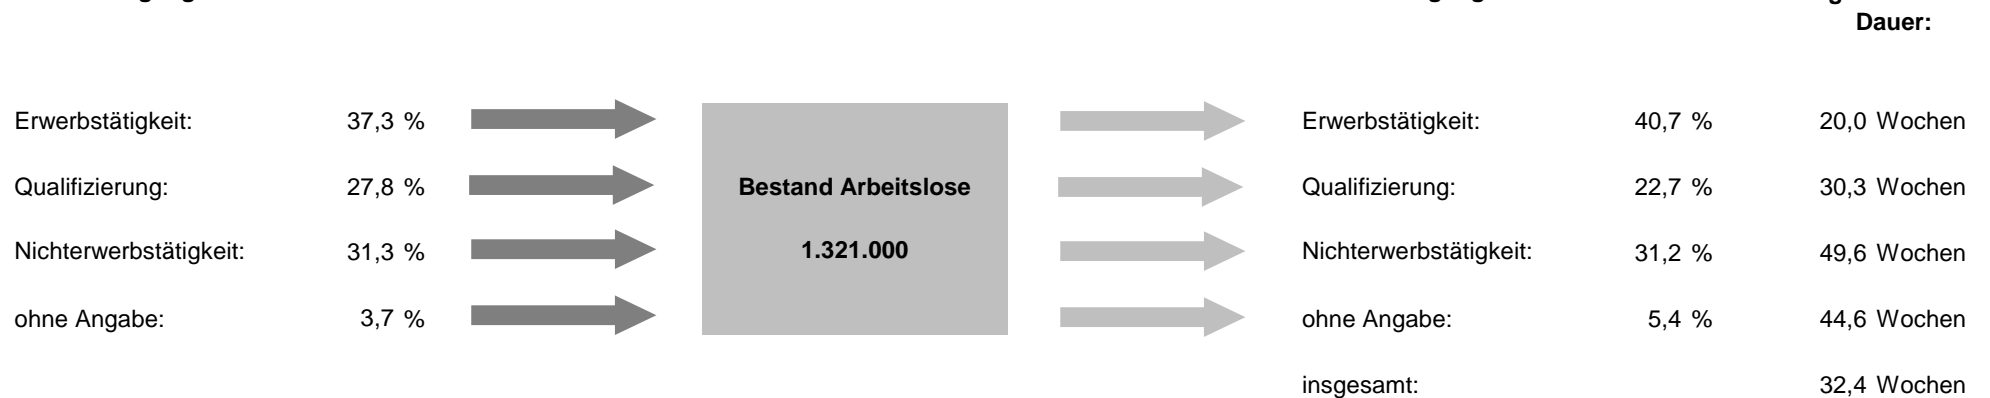 Dauer:
Erwerbstätigkeit: 37,3 % Erwerbstätigkeit: 40,7 % 20,0 Wochen
Qualifizierung: 27,8 % Bestand Arbeitslose Qualifizierung: 22,7 % 30,3 Wochen
Nichterwerbstätigkeit: 31,3 % 1.321.000 Nichterwerbstätigkeit: 31,2 % 49,6 Wochen
ohne Angabe: 3,7 % ohne Angabe: 5,4 % 44,6 Wochen
insgesamt: 32,4 Wochen